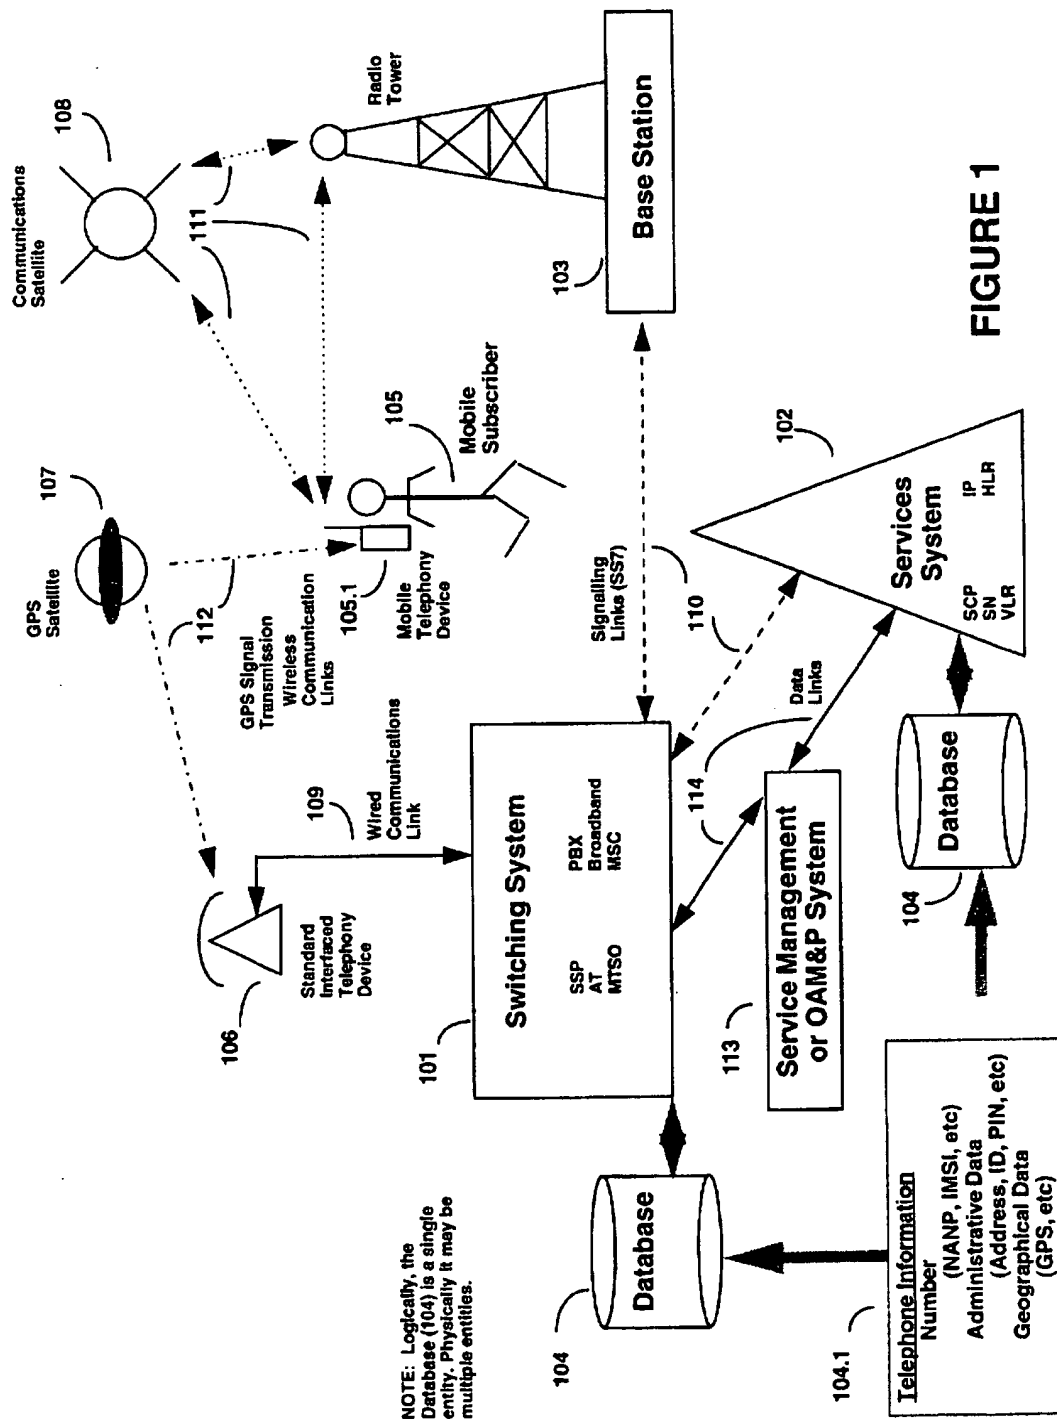 GPS
Satellite
107
Communications
Satellite
108
112
GPS Signal
Transmission
Wireless
Communication
Links
111
Radio
Tower
106
Standard
Interfaced
Telephony
Device
109
Wired
Communications
Link
105.1
Mobile
Telephony
Device
105
Mobile
Subscriber
103
Base Station
NOTE: Logically, the
Database (104) is a single
entity. Physically it may be
multiple entities.
101
Switching System
SSP
AT
MTSO
PBX
Broadband
MSC
Signalling
Links (SS7)
110
104
Database
114
Data
Links
113
Service Management
or OAM&P System
102
Services
System
SCP
SN
VLR
IP
HLR
104.1
Telephone Information
Number
(NANP, IMSI, etc)
Administrative Data
(Address, ID, PIN, etc)
Geographical Data
(GPS, etc)
104
Database
FIGURE 1